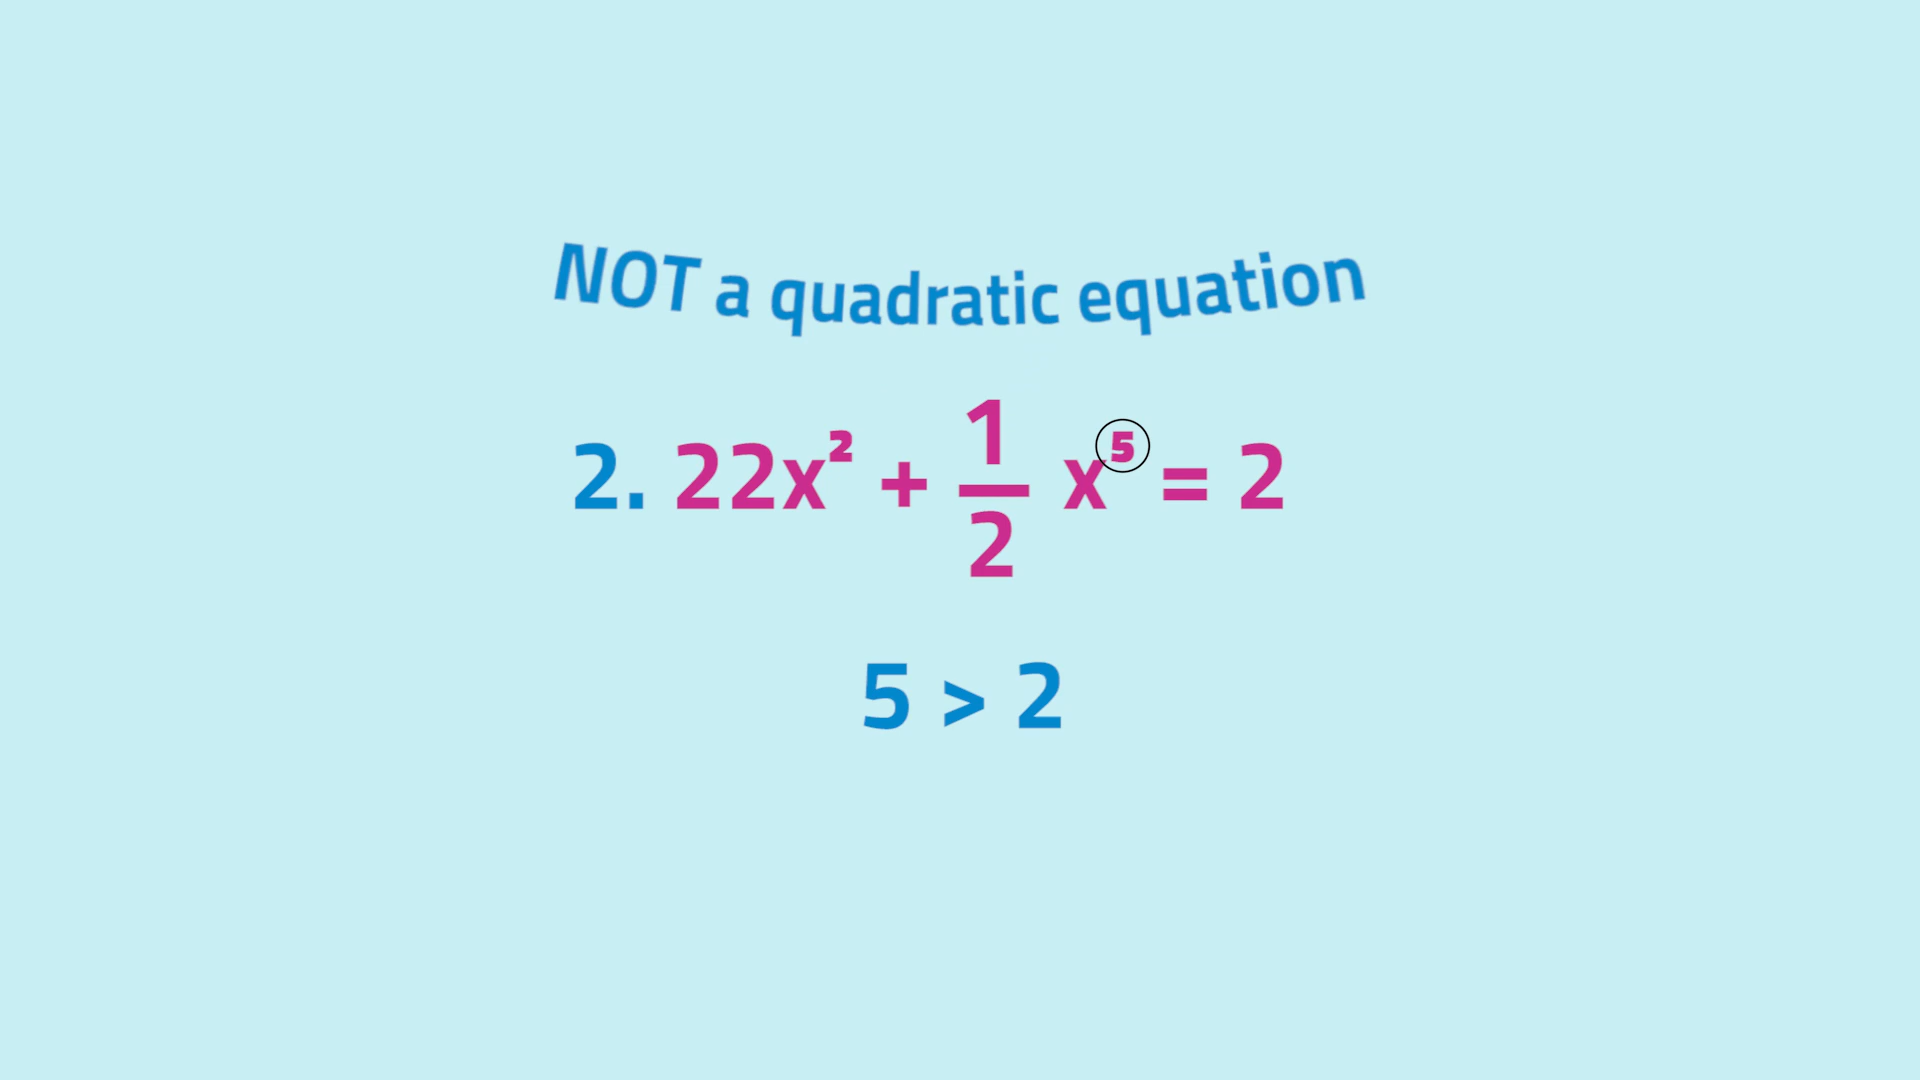 NOT a quadratic equation
2. 22x² + 1/2 x⁵ = 2
5 > 2